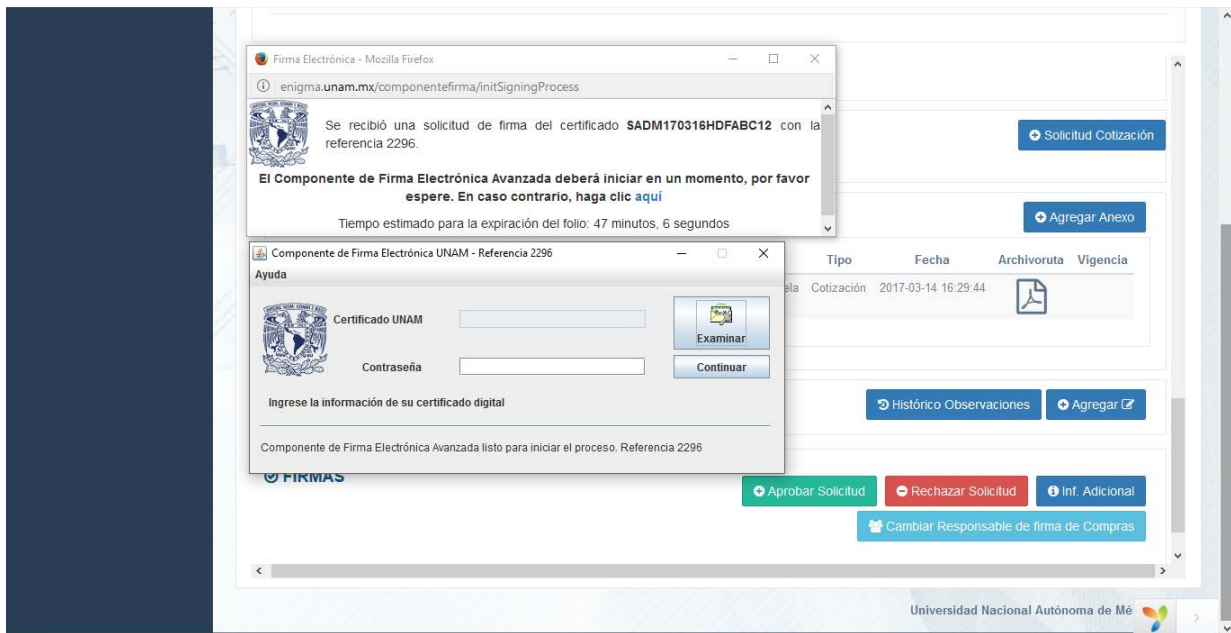 Firma Electrónica - Mozilla Firefox
enigma.unam.mx/componentefirma/initSigningProcess
Se recibió una solicitud de firma del certificado SADM170316HDFABC12 con la
referencia 2296.
El Componente de Firma Electrónica Avanzada deberá iniciar en un momento, por favor
espere. En caso contrario, haga clic aquí
Tiempo estimado para la expiración del folio: 47 minutos, 6 segundos
Solicitud Cotización
Agregar Anexo
Componente de Firma Electrónica UNAM - Referencia 2296
Ayuda
Certificado UNAM
Examinar
Contraseña
Continuar
Ingrese la información de su certificado digital
Componente de Firma Electrónica Avanzada listo para iniciar el proceso. Referencia 2296
Tipo Fecha Archivoruta Vigencia
ela Cotización 2017-03-14 16:29:44
Histórico Observaciones Agregar
FIRMAS
Aprobar Solicitud Rechazar Solicitud Inf. Adicional
Cambiar Responsable de firma de Compras
Universidad Nacional Autónoma de Mé